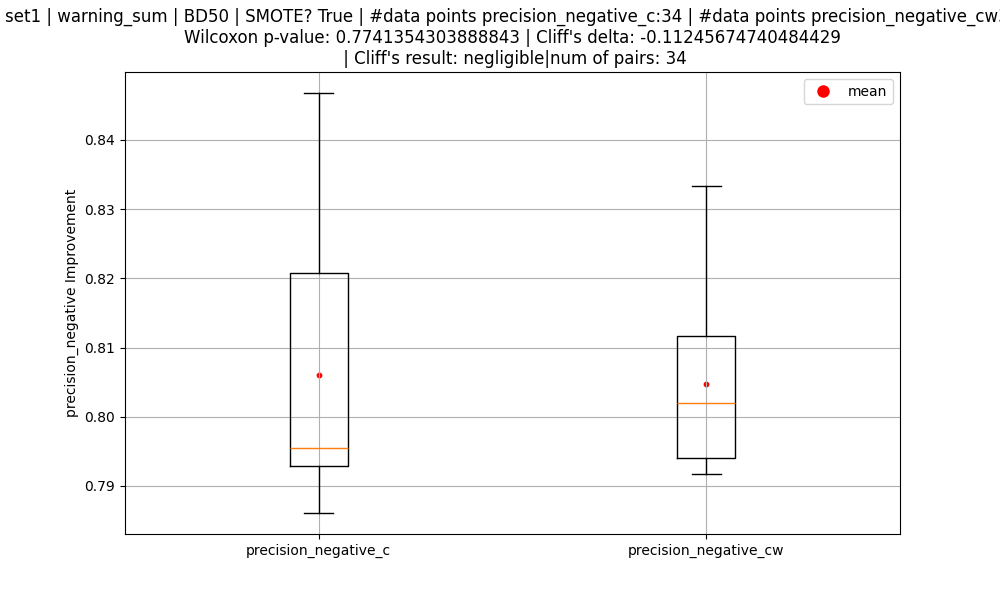 set1 | warning_sum | BD50 | SMOTE? True | #data points precision_negative_c:34 | #data points precision_negative_cw:
Wilcoxon p-value: 0.7741354303888843 | Cliff's delta: -0.11245674740484429
| Cliff's result: negligible|num of pairs: 34
mean
0.84
0.83
0.82
0.81
0.80
0.79
precision_negative Improvement
precision_negative_c
precision_negative_cw